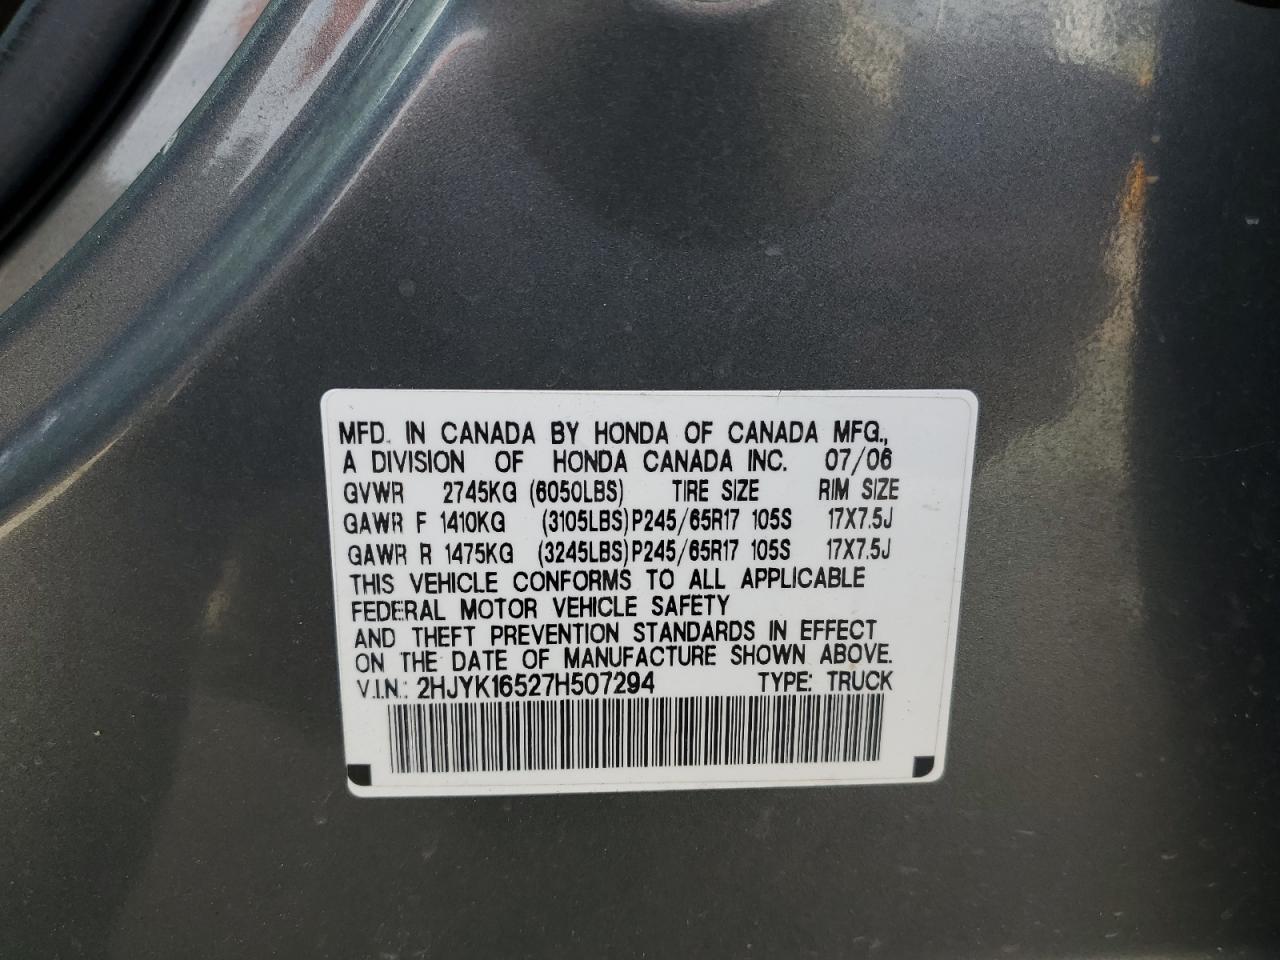 MFD. IN CANADA BY HONDA OF CANADA MFG.,
A DIVISION OF HONDA CANADA INC. 07/06
GVWR 2745KG (6050LBS) TIRE SIZE RIM SIZE
GAWR F 1410KG (3105LBS) P245/65R17 105S 17X7.5J
GAWR R 1475KG (3245LBS) P245/65R17 105S 17X7.5J
THIS VEHICLE CONFORMS TO ALL APPLICABLE
FEDERAL MOTOR VEHICLE SAFETY
AND THEFT PREVENTION STANDARDS IN EFFECT
ON THE DATE OF MANUFACTURE SHOWN ABOVE.
V.I.N.: 2HJYK16527H507294 TYPE: TRUCK